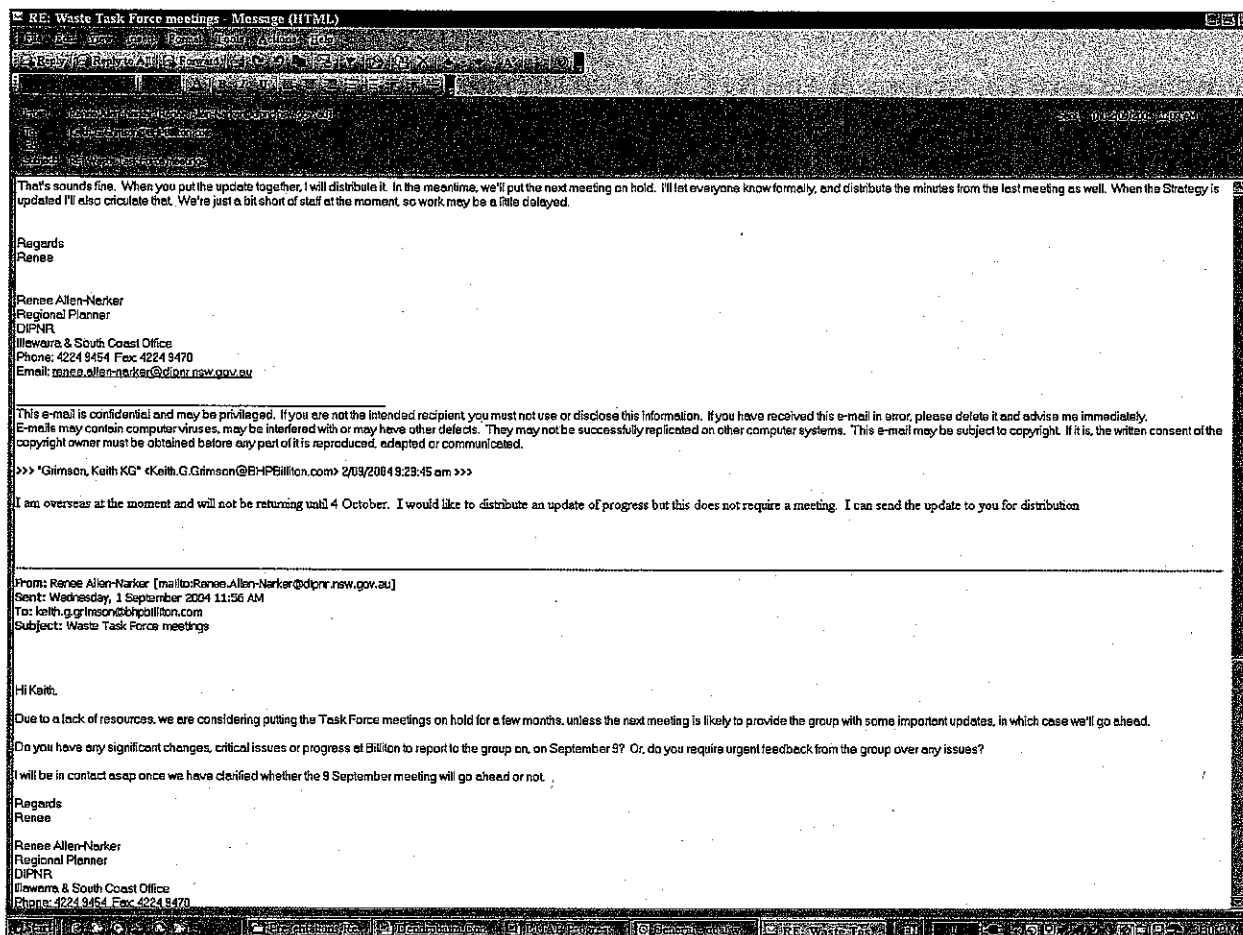 RE: Waste Task Force meetings - Message (HTML)
Reply Reply to All Forward
That's sounds fine. When you put the update together, I will distribute it. In the meantime, we'll put the next meeting on hold. I'll let everyone know formally, and distribute the minutes from the last meeting as well. When the Strategy is
updated I'll also criculate that. We're just a bit short of staff at the moment, so work may be a little delayed.
Regards
Renee
Renee Allen-Narker
Regional Planner
DIPNR
Illawarra & South Coast Office
Phone: 4224 9454 Fax: 4224 9470
Email: renee.allen-narker@dipnr.nsw.gov.au
This e-mail is confidential and may be privileged. If you are not the intended recipient you must not use or disclose this information. If you have received this e-mail in error, please delete it and advise me immediately.
E-mails may contain computer viruses, may be interfered with or may have other defects. They may not be successfully replicated on other computer systems. This e-mail may be subject to copyright. If it is, the written consent of the
copyright owner must be obtained before any part of it is reproduced, adapted or communicated.
>>> "Grimson, Keith KG" <Keith.G.Grimson@BHPBilliton.com> 2/09/2004 9:29:45 am >>>
I am overseas at the moment and will not be returning until 4 October. I would like to distribute an update of progress but this does not require a meeting. I can send the update to you for distribution
From: Renee Allen-Narker [mailto:Renee.Allen-Narker@dipnr.nsw.gov.au]
Sent: Wednesday, 1 September 2004 11:56 AM
To: keith.g.grimson@bhpbilliton.com
Subject: Waste Task Force meetings
Hi Keith,
Due to a lack of resources, we are considering putting the Task Force meetings on hold for a few months, unless the next meeting is likely to provide the group with some important updates, in which case we'll go ahead.
Do you have any significant changes, critical issues or progress at Billiton to report to the group on, on September 9? Or, do you require urgent feedback from the group over any issues?
I will be in contact asap once we have clarified whether the 9 September meeting will go ahead or not.
Regards
Renee
Renee Allen-Narker
Regional Planner
DIPNR
Illawarra & South Coast Office
Phone: 4224 9454 Fax: 4224 9470